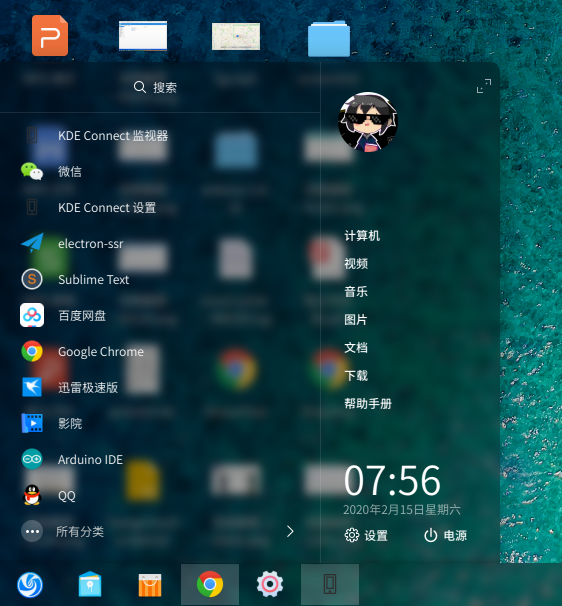 搜索
KDE Connect 监视器
微信
KDE Connect 设置
electron-ssr
Sublime Text
百度网盘
Google Chrome
迅雷极速版
影院
Arduino IDE
QQ
所有分类
计算机
视频
音乐
图片
文档
下载
帮助手册
07:56
2020年2月15日星期六
设置
电源